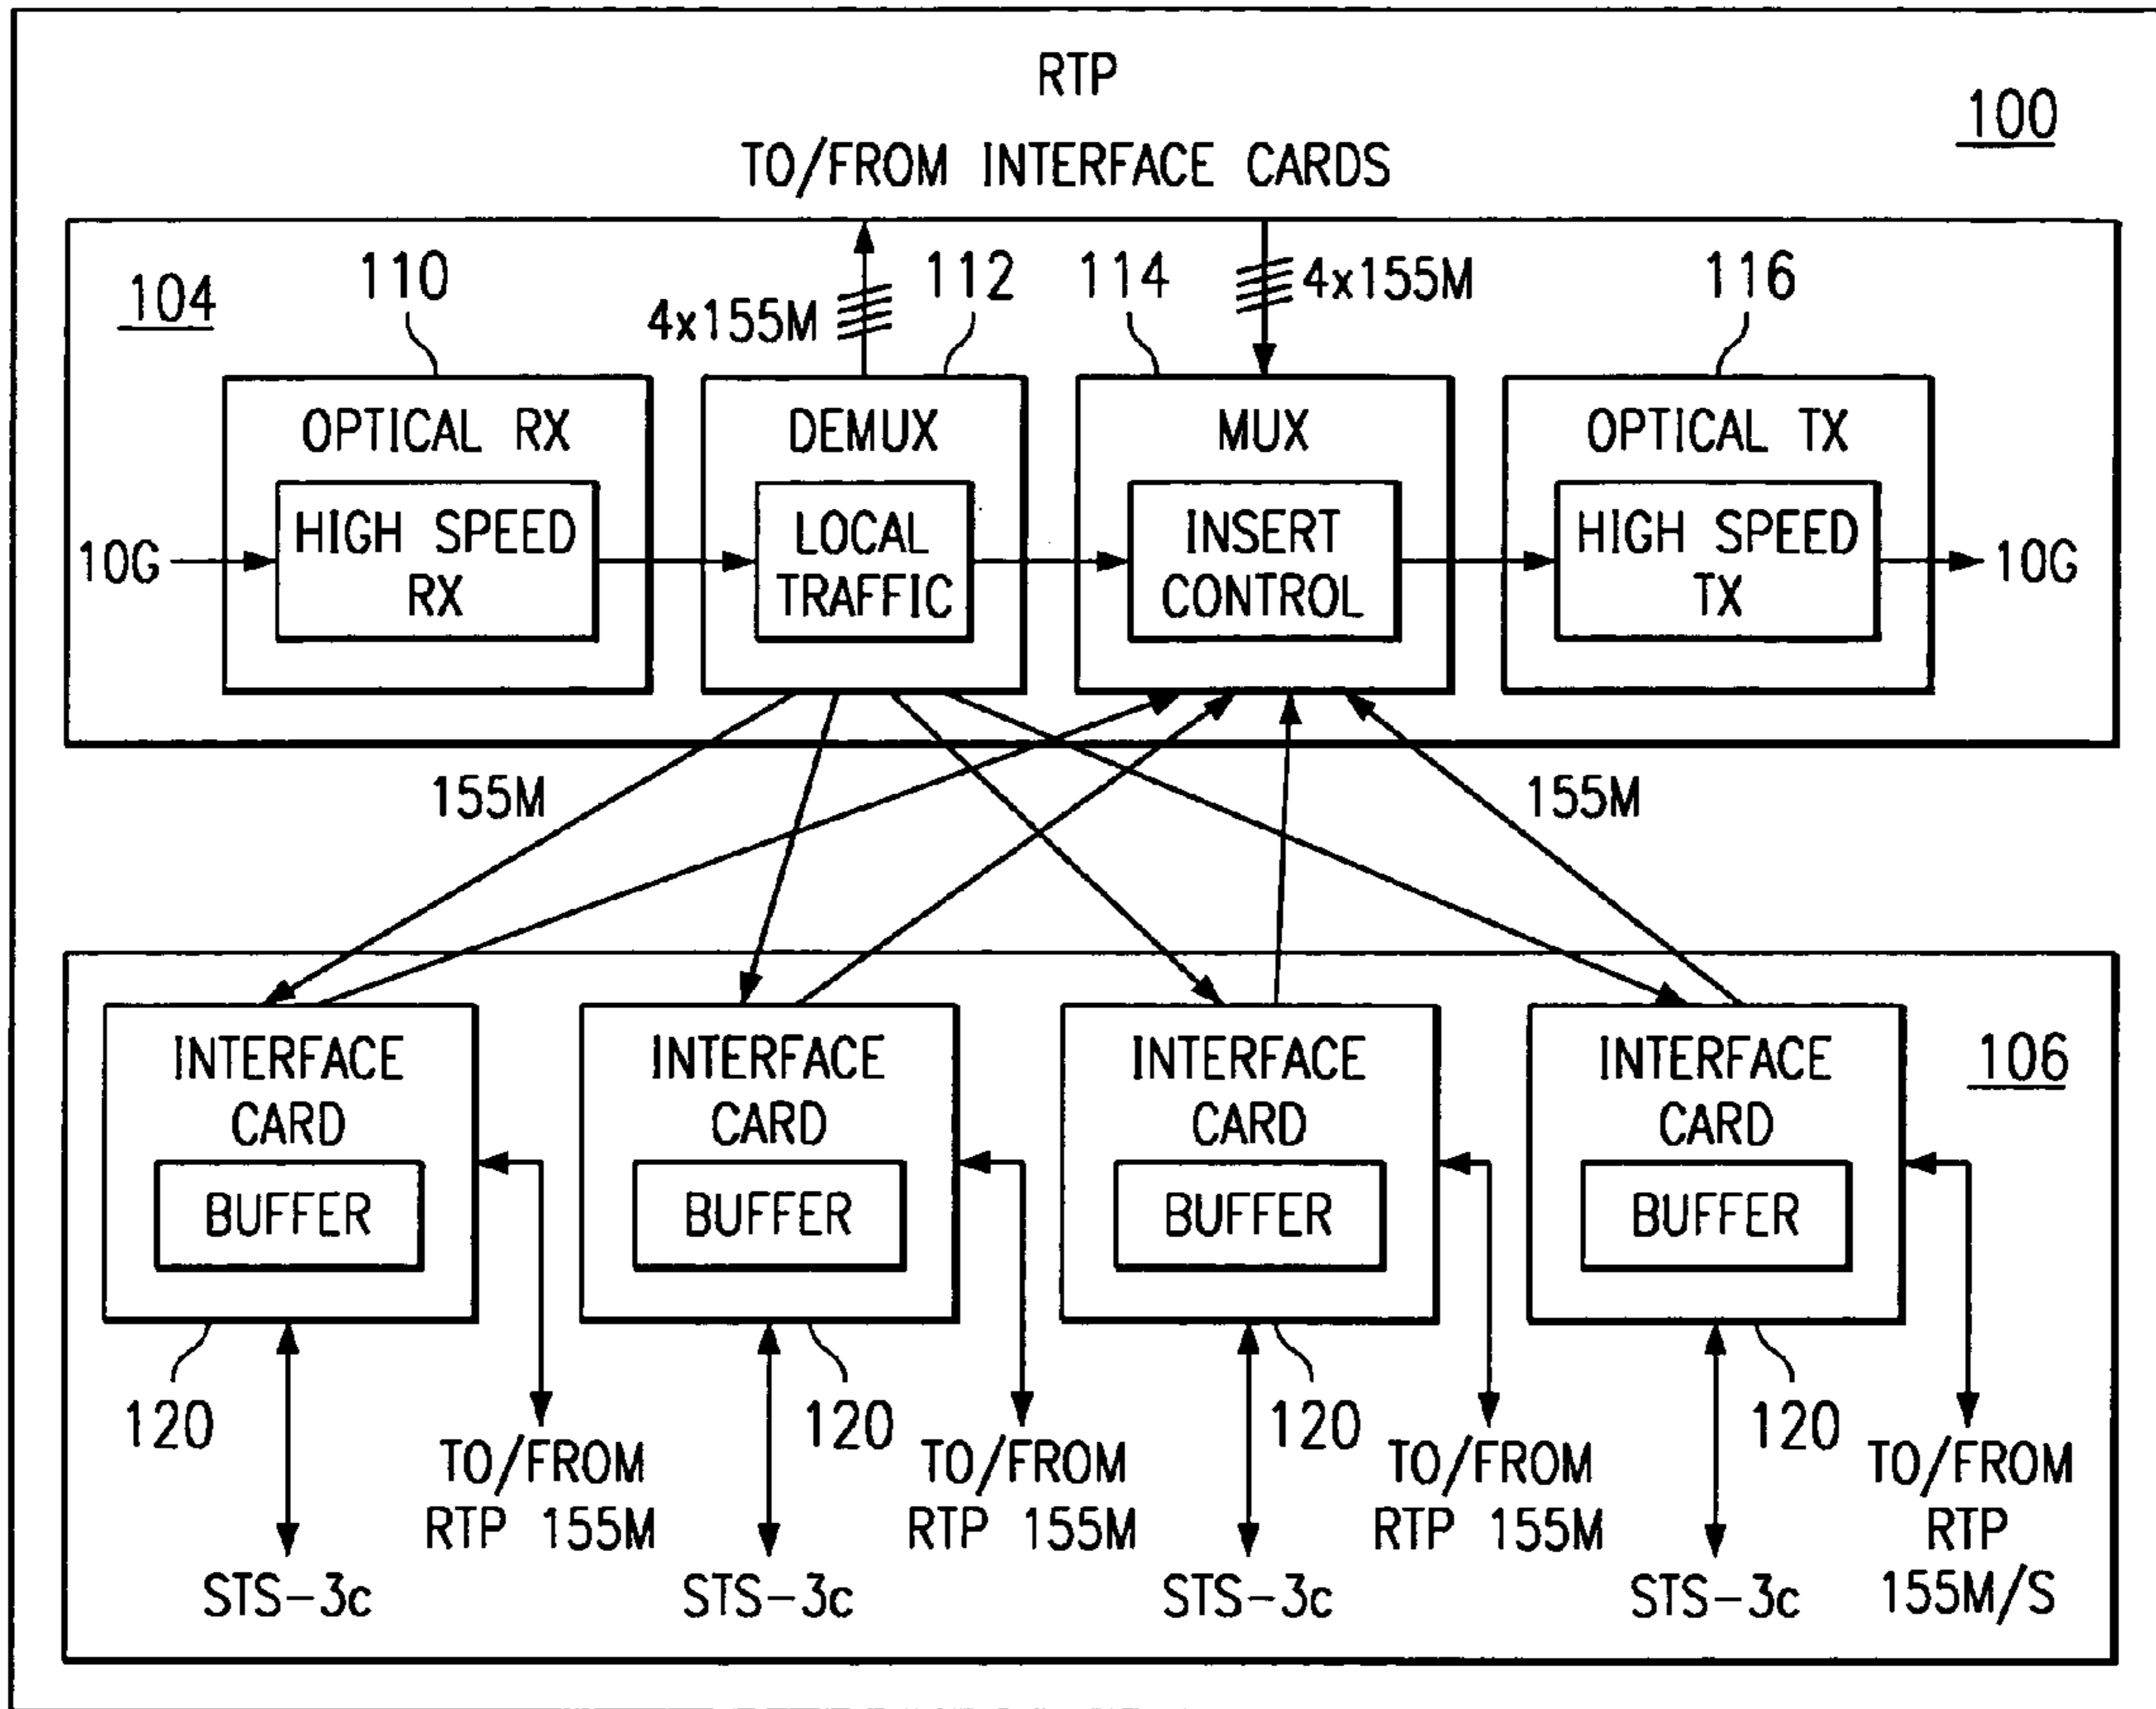 RTP
100
TO/FROM INTERFACE CARDS
104
110
4x155M
112
114
4x155M
116
OPTICAL RX
DEMUX
MUX
OPTICAL TX
10G
HIGH SPEED
RX
LOCAL
TRAFFIC
INSERT
CONTROL
HIGH SPEED
TX
10G
155M
155M
106
INTERFACE
CARD
BUFFER
INTERFACE
CARD
BUFFER
INTERFACE
CARD
BUFFER
INTERFACE
CARD
BUFFER
120
TO/FROM
RTP 155M
STS-3c
120
TO/FROM
RTP 155M
STS-3c
120
TO/FROM
RTP 155M
STS-3c
120
TO/FROM
RTP
155M/S
STS-3c